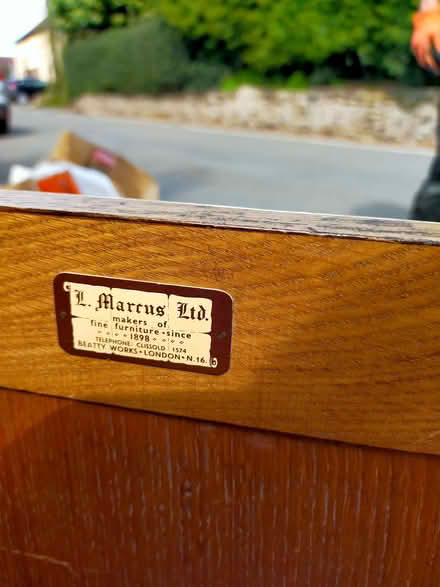 L. Marcus Ltd.
makers of
fine furniture • since
1898
TELEPHONE: CLISSOLD 1574
BEATTY WORKS • LONDON • N.16.